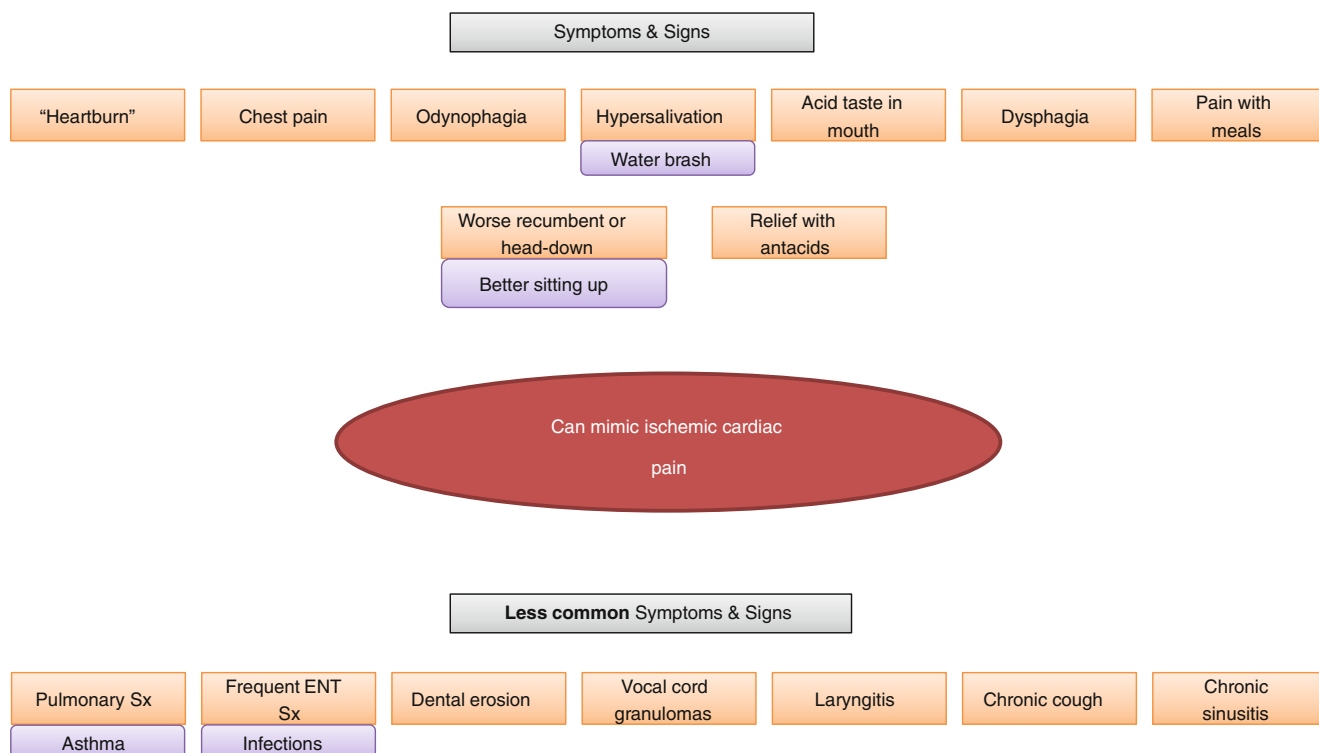 Symptoms & Signs
“Heartburn”
Chest pain
Odynophagia
Hypersalivation
Acid taste in
mouth
Dysphagia
Pain with
meals
Water brash
Worse recumbent or
head-down
Relief with
antacids
Better sitting up
Can mimic ischemic cardiac
pain
Less common Symptoms & Signs
Pulmonary Sx
Frequent ENT
Sx
Dental erosion
Vocal cord
granulomas
Laryngitis
Chronic cough
Chronic
sinusitis
Asthma
Infections